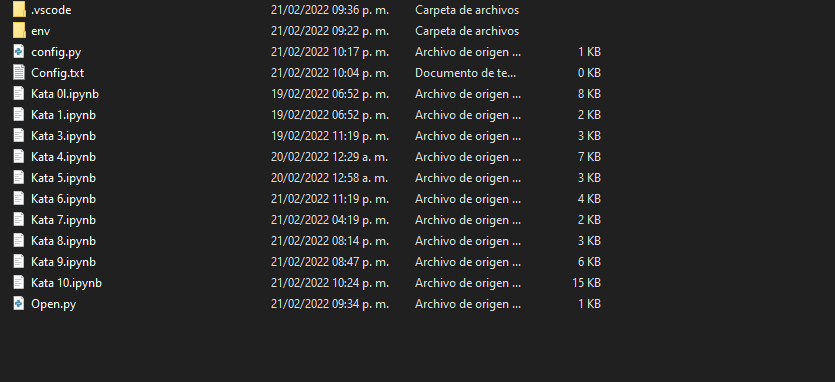 .vscode 21/02/2022 09:36 p. m. Carpeta de archivos
env 21/02/2022 09:22 p. m. Carpeta de archivos
config.py 21/02/2022 10:17 p. m. Archivo de origen ... 1 KB
Config.txt 21/02/2022 10:04 p. m. Documento de te... 0 KB
Kata 0I.ipynb 19/02/2022 06:52 p. m. Archivo de origen ... 8 KB
Kata 1.ipynb 19/02/2022 06:52 p. m. Archivo de origen ... 2 KB
Kata 3.ipynb 19/02/2022 11:19 p. m. Archivo de origen ... 3 KB
Kata 4.ipynb 20/02/2022 12:29 a. m. Archivo de origen ... 7 KB
Kata 5.ipynb 20/02/2022 12:58 a. m. Archivo de origen ... 3 KB
Kata 6.ipynb 21/02/2022 11:19 p. m. Archivo de origen ... 4 KB
Kata 7.ipynb 21/02/2022 04:19 p. m. Archivo de origen ... 2 KB
Kata 8.ipynb 21/02/2022 08:14 p. m. Archivo de origen ... 3 KB
Kata 9.ipynb 21/02/2022 08:47 p. m. Archivo de origen ... 6 KB
Kata 10.ipynb 21/02/2022 10:24 p. m. Archivo de origen ... 15 KB
Open.py 21/02/2022 09:34 p. m. Archivo de origen ... 1 KB